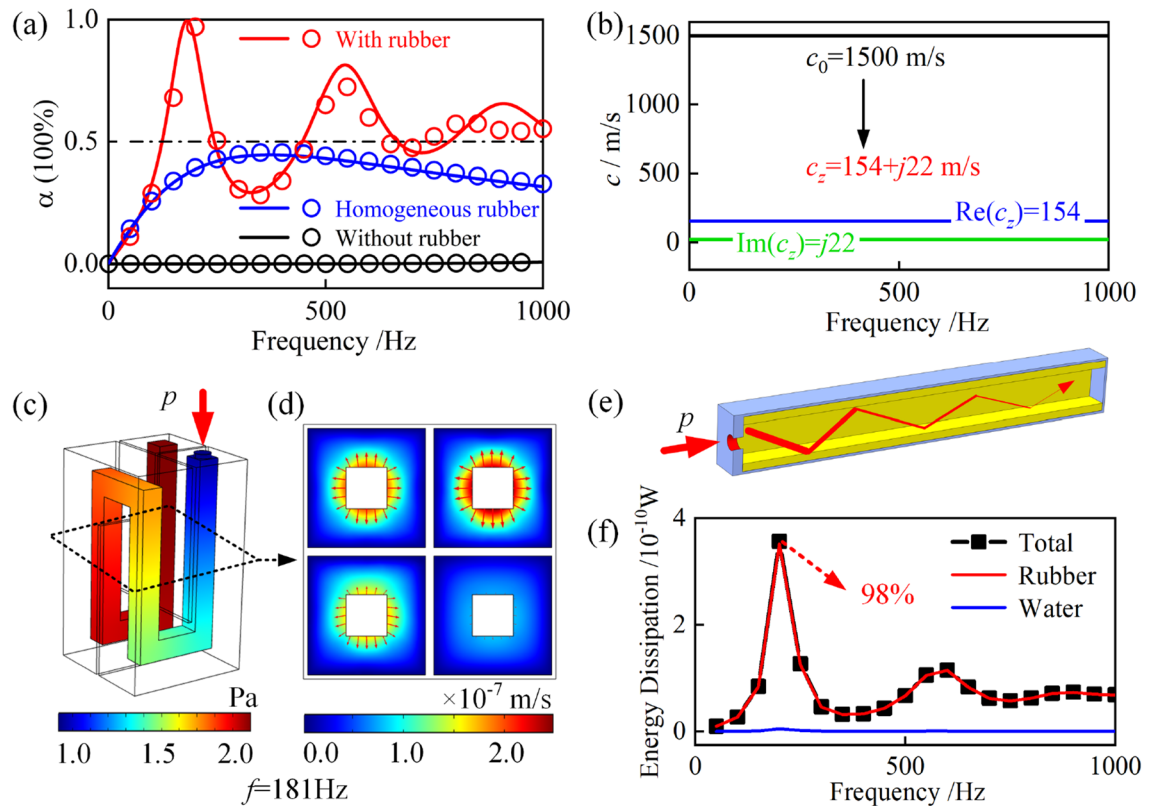 (a)
1.0
0.5
0.0
α (100%)
With rubber
Homogeneous rubber
Without rubber
0
500
1000
Frequency /Hz
(b)
1500
1000
500
0
c / m/s
c₀=1500 m/s
c_z=154+j22 m/s
Re(c_z)=154
Im(c_z)=j22
0
500
1000
Frequency /Hz
(c)
p
Pa
1.0
1.5
2.0
(d)
×10⁻⁷ m/s
0.0
1.0
2.0
f=181Hz
(e)
p
(f)
4
2
0
Energy Dissipation /10⁻¹⁰W
Total
Rubber
Water
98%
0
500
1000
Frequency /Hz